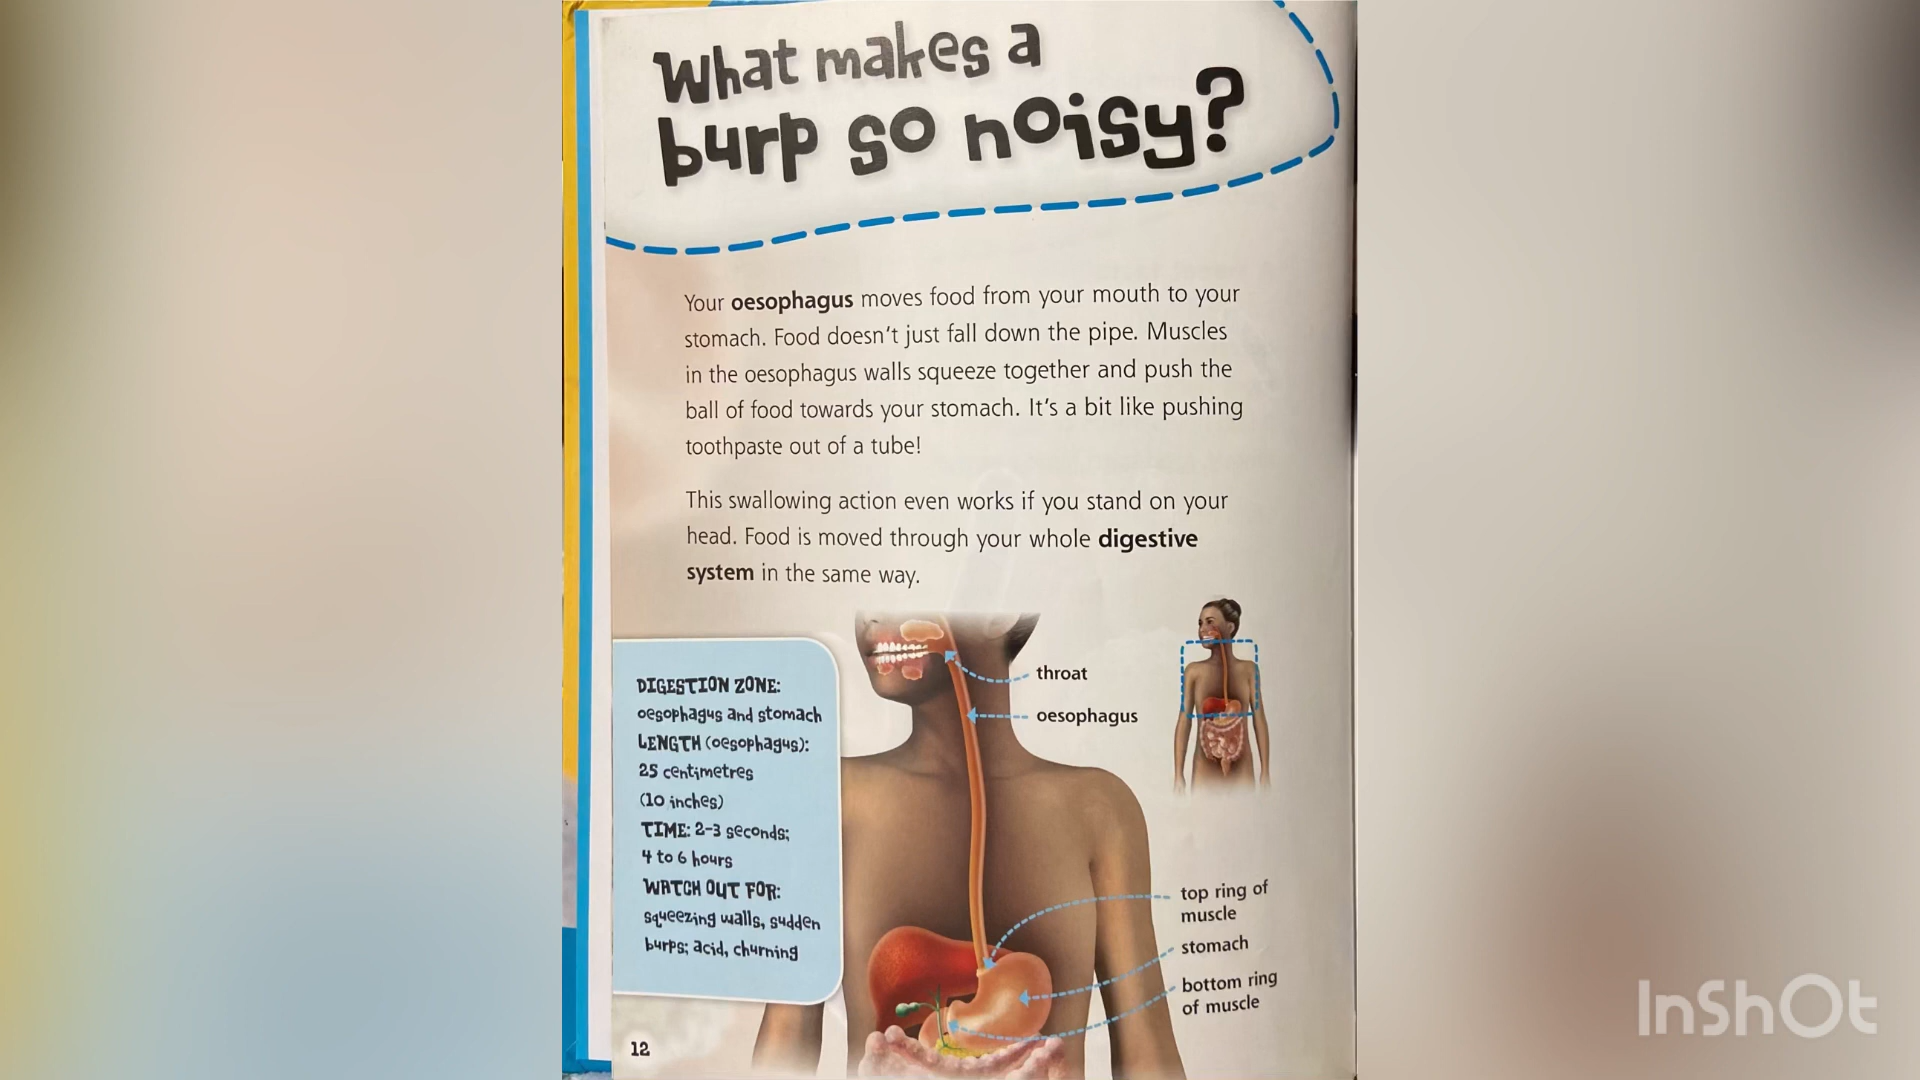 What makes a
burp so noisy?
Your oesophagus moves food from your mouth to your
stomach. Food doesn't just fall down the pipe. Muscles
in the oesophagus walls squeeze together and push the
ball of food towards your stomach. It's a bit like pushing
toothpaste out of a tube!
This swallowing action even works if you stand on your
head. Food is moved through your whole digestive
system in the same way.
DIGESTION ZONE:
oesophagus and stomach
LENGTH (oesophagus):
25 centimetres
(10 inches)
TIME: 2-3 seconds;
4 to 6 hours
WATCH OUT FOR:
squeezing walls, sudden
burps; acid, churning
throat
oesophagus
top ring of
muscle
stomach
bottom ring
of muscle
12
InShOt